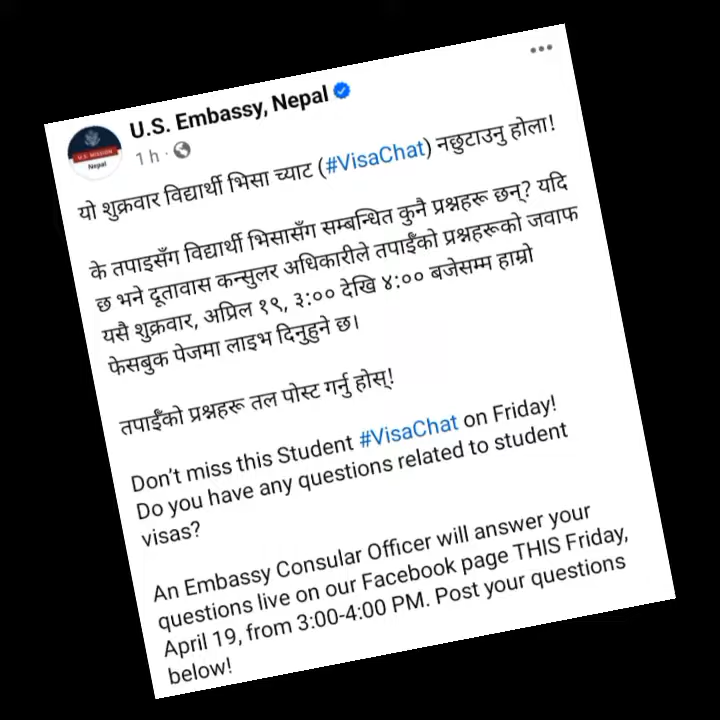 U.S. Embassy, Nepal
1 h ·
U.S. MISSION
Nepal
यो शुक्रवार विद्यार्थी भिसा च्याट (#VisaChat) नछुटाउनु होला!
के तपाइसँग विद्यार्थी भिसासँग सम्बन्धित कुनै प्रश्नहरू छन्? यदि
छ भने दूतावास कन्सुलर अधिकारीले तपाईँको प्रश्नहरूको जवाफ
यसै शुक्रवार, अप्रिल १९, ३:०० देखि ४:०० बजेसम्म हाम्रो
फेसबुक पेजमा लाइभ दिनुहुने छ।
तपाईँको प्रश्नहरू तल पोस्ट गर्नु होस्!
Don't miss this Student #VisaChat on Friday!
Do you have any questions related to student
visas?
An Embassy Consular Officer will answer your
questions live on our Facebook page THIS Friday,
April 19, from 3:00-4:00 PM. Post your questions
below!